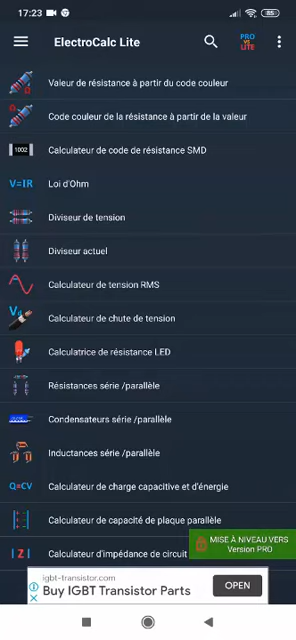 17:23
85
ElectroCalc Lite
PRO
VS
LITE
Valeur de résistance à partir du code couleur
Code couleur de la résistance à partir de la valeur
1002
Calculateur de code de résistance SMD
V=IR
Loi d'Ohm
Diviseur de tension
Diviseur actuel
Calculateur de tension RMS
Calculateur de chute de tension
Calculatrice de résistance LED
Résistances série /parallèle
Condensateurs série /parallèle
Inductances série /parallèle
Q=CV
Calculateur de charge capacitive et d'énergie
Calculateur de capacité de plaque parallèle
|Z|
Calculateur d'impédance de circuit
MISE À NIVEAU VERS
Version PRO
igbt-transistor.com
Buy IGBT Transistor Parts
OPEN